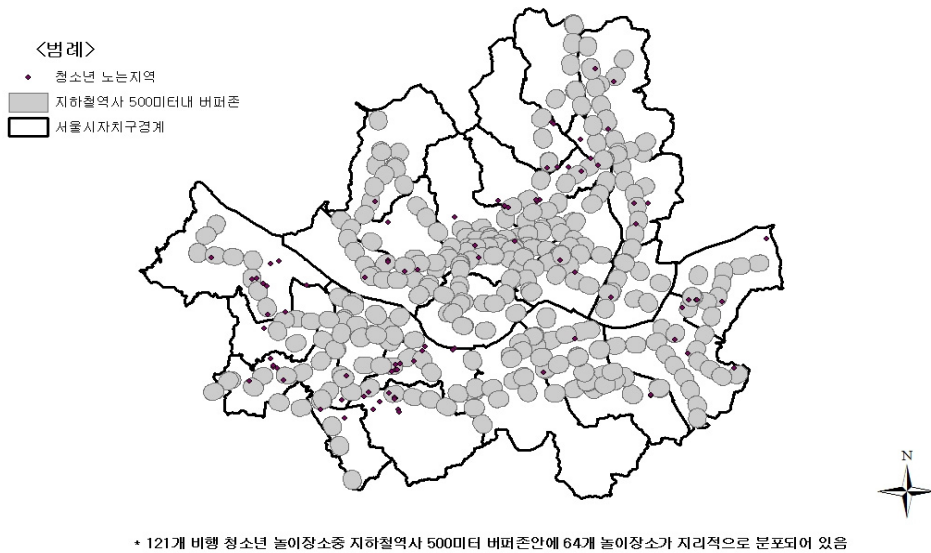 <범례>
청소년 노는지역
지하철역사 500미터내 버퍼존
서울시자치구경계
N
* 121개 비행 청소년 놀이장소중 지하철역사 500미터 버퍼존안에 64개 놀이장소가 지리적으로 분포되어 있음